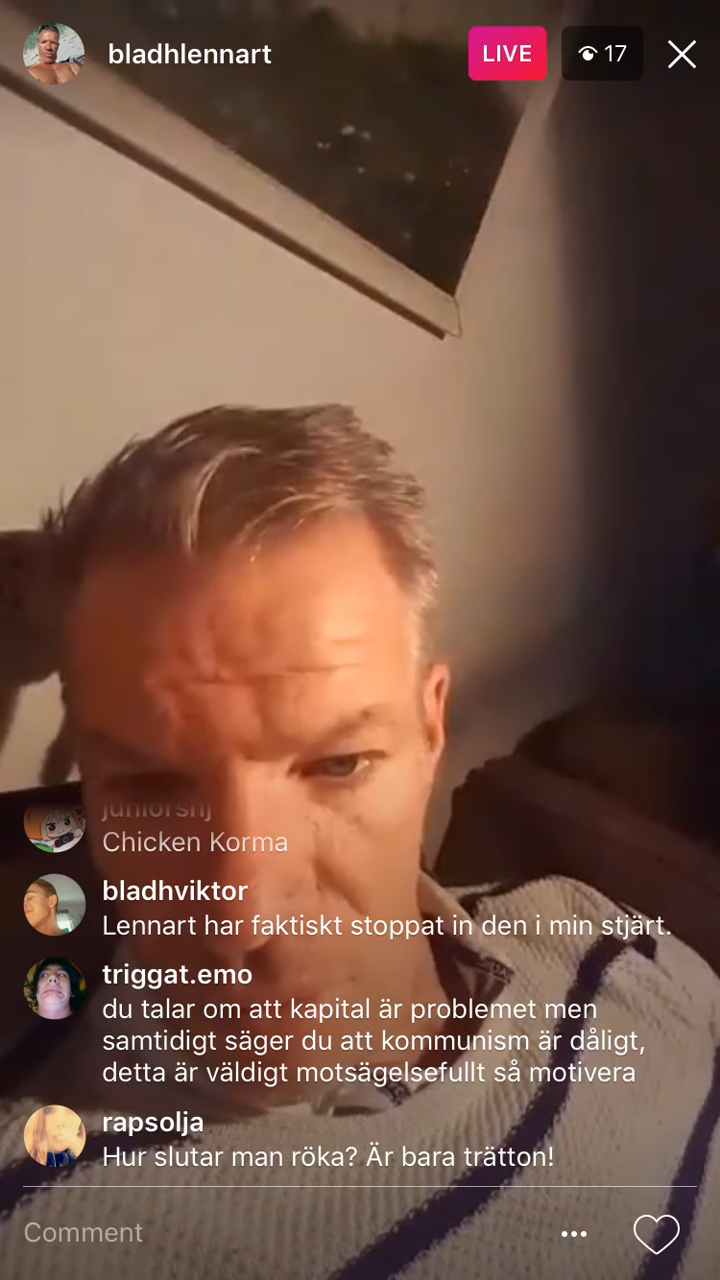 bladhlennart
LIVE
17
juniorshj
Chicken Korma
bladhviktor
Lennart har faktiskt stoppat in den i min stjärt.
triggat.emo
du talar om att kapital är problemet men
samtidigt säger du att kommunism är dåligt,
detta är väldigt motsägelsefullt så motivera
rapsolja
Hur slutar man röka? Är bara trätton!
Comment